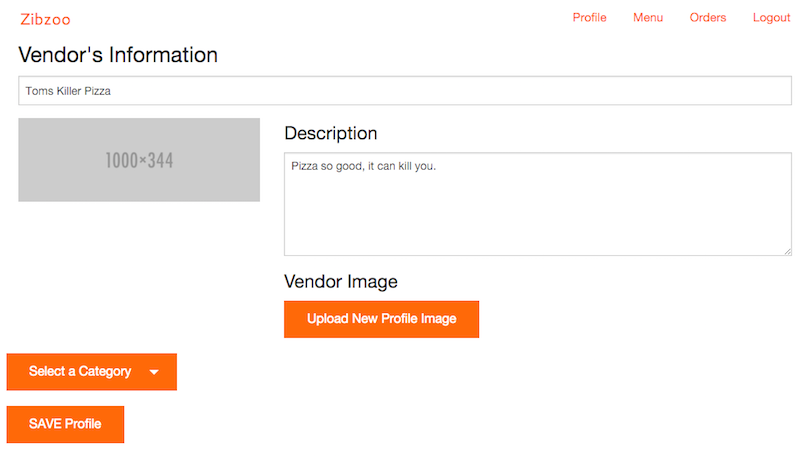 Zibzoo
Profile Menu Orders Logout
Vendor's Information
Toms Killer Pizza
1000×344
Description
Pizza so good, it can kill you.
Vendor Image
Upload New Profile Image
Select a Category
SAVE Profile